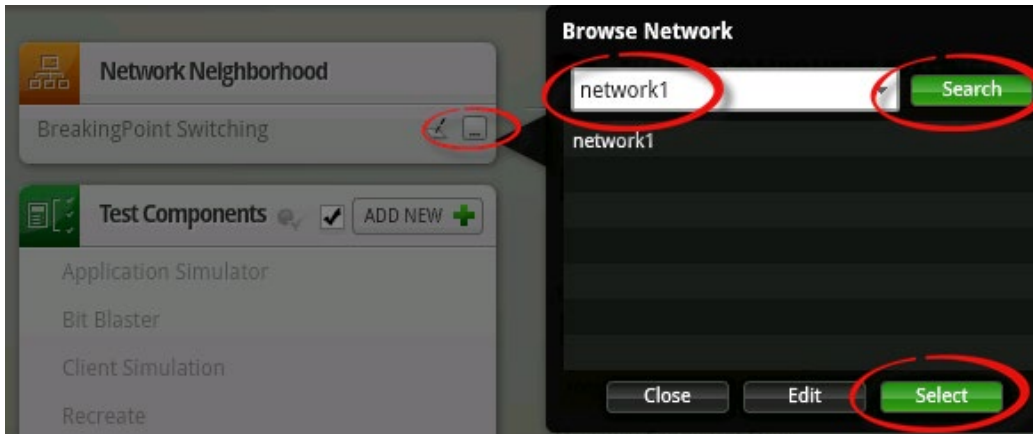 Network Neighborhood
BreakingPoint Switching
Test Components
ADD NEW
Application Simulator
Bit Blaster
Client Simulation
Recreate
Browse Network
network1
Search
network1
Close
Edit
Select